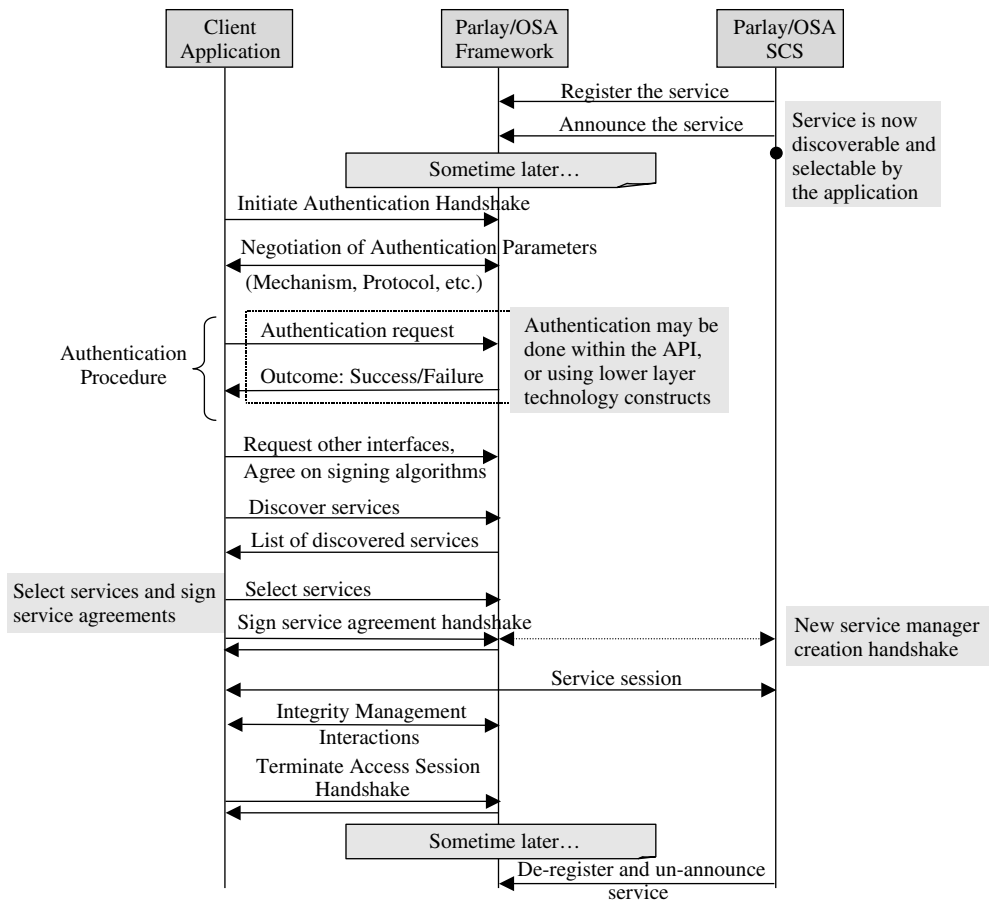 Client
Application
Parlay/OSA
Framework
Parlay/OSA
SCS
Register the service
Announce the service
Service is now
discoverable and
selectable by
the application
Sometime later…
Initiate Authentication Handshake
Negotiation of Authentication Parameters
(Mechanism, Protocol, etc.)
Authentication
Procedure
Authentication request
Outcome: Success/Failure
Authentication may be
done within the API,
or using lower layer
technology constructs
Request other interfaces,
Agree on signing algorithms
Discover services
List of discovered services
Select services and sign
service agreements
Select services
Sign service agreement handshake
New service manager
creation handshake
Service session
Integrity Management
Interactions
Terminate Access Session
Handshake
Sometime later…
De-register and un-announce
service